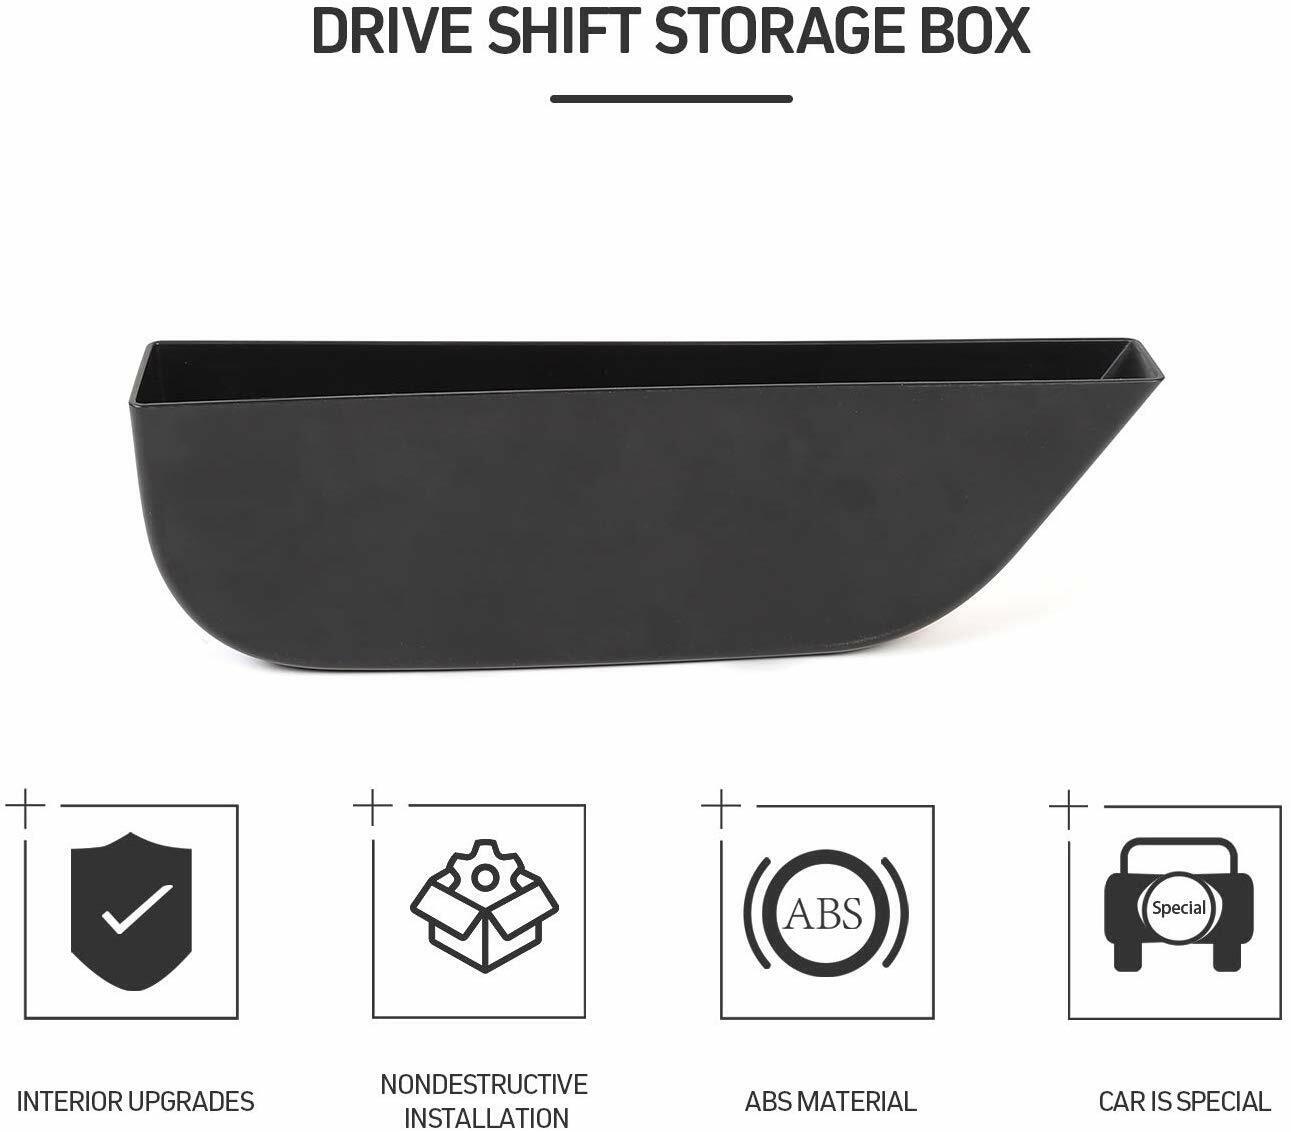 DRIVE SHIFT STORAGE BOX
ABS
Special
INTERIOR UPGRADES
NONDESTRUCTIVE
INSTALLATION
ABS MATERIAL
CAR IS SPECIAL